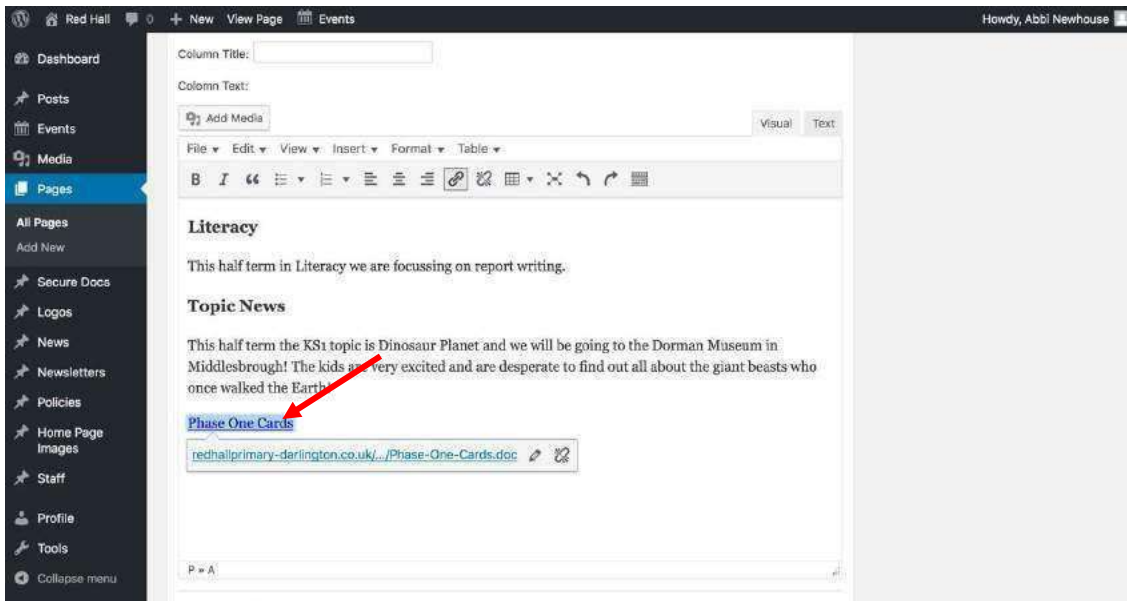 Red Hall 0 + New View Page Events Howdy, Abbi Newhouse
Dashboard
Posts
Events
Media
Pages
All Pages
Add New
Secure Docs
Logos
News
Newsletters
Policies
Home Page
Images
Staff
Profile
Tools
Collapse menu
Column Title:
Colomn Text:
Add Media
Visual Text
File Edit View Insert Format Table
B I
Literacy
This half term in Literacy we are focussing on report writing.
Topic News
This half term the KS1 topic is Dinosaur Planet and we will be going to the Dorman Museum in
Middlesbrough! The kids are very excited and are desperate to find out all about the giant beasts who
once walked the Earth!
Phase One Cards
redhallprimary-darlington.co.uk/.../Phase-One-Cards.doc
P » A